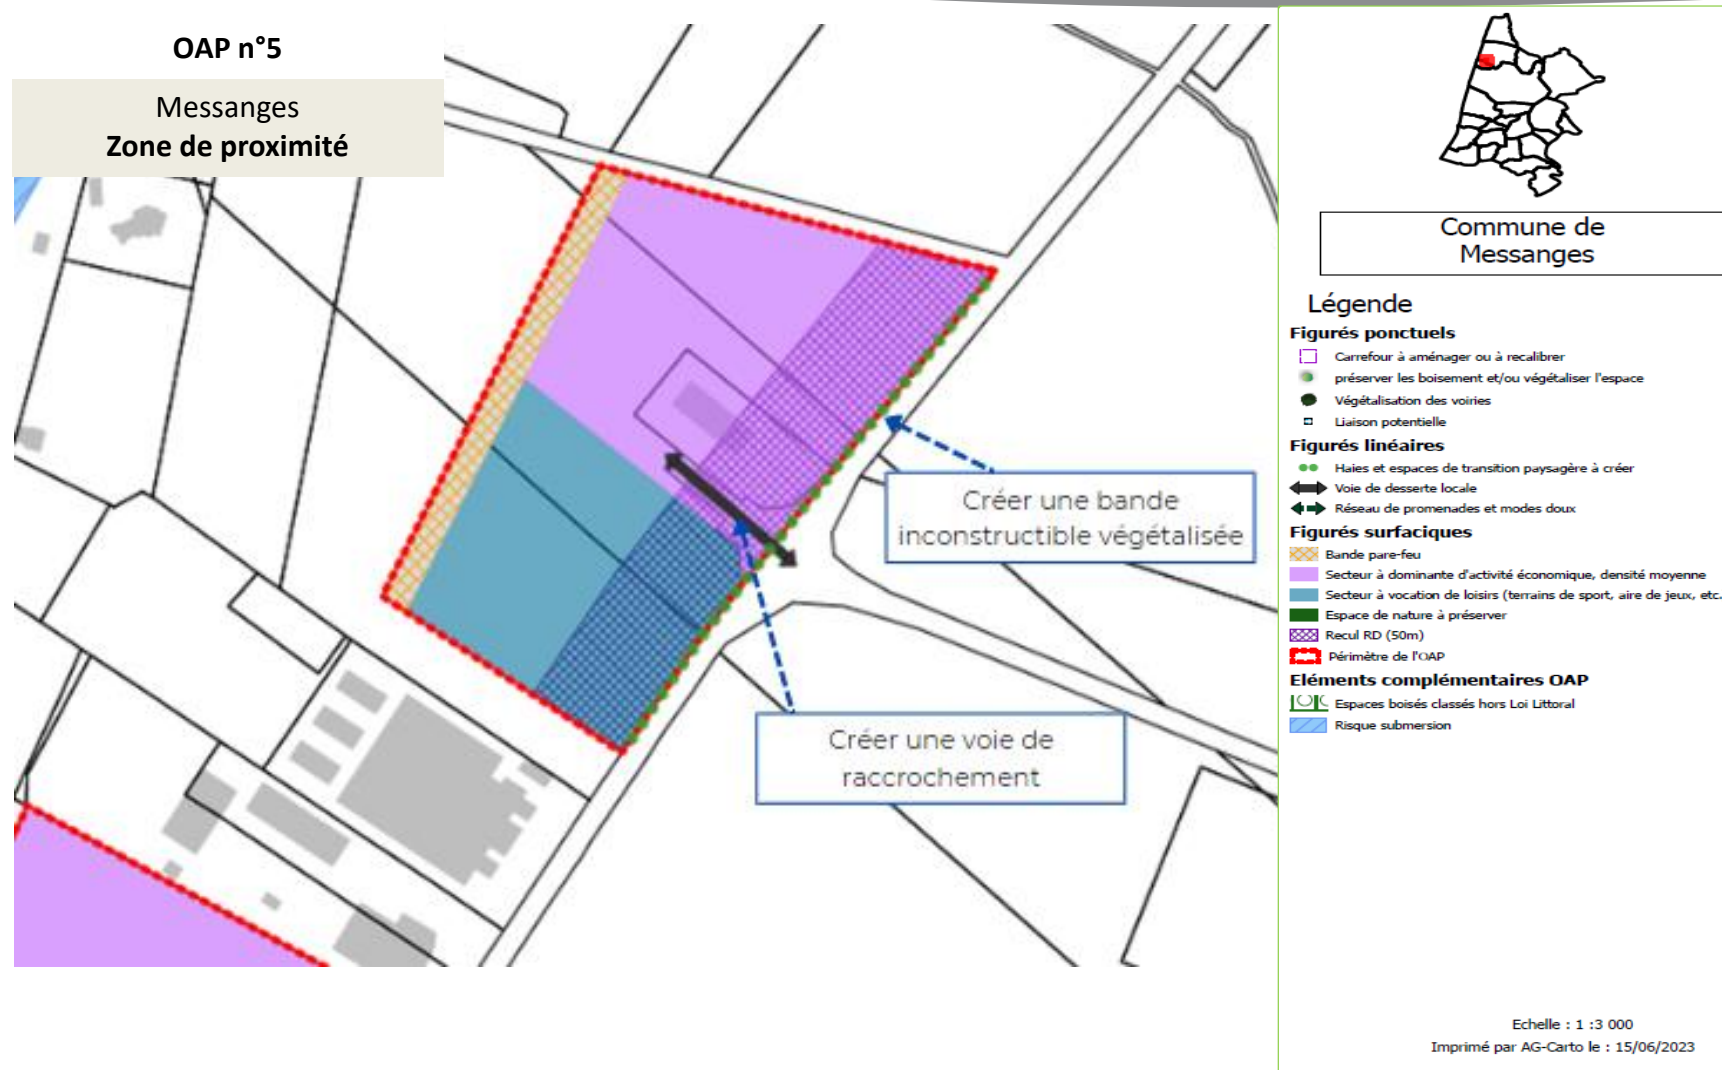 OAP n°5
Messanges
Zone de proximité
Créer une bande
inconstructible végétalisée
Créer une voie de
raccrochement
Commune de
Messanges
Légende
Figurés ponctuels
Carrefour à aménager ou à recalibrer
préserver les boisement et/ou végétaliser l'espace
Végétalisation des voiries
Liaison potentielle
Figurés linéaires
Haies et espaces de transition paysagère à créer
Voie de desserte locale
Réseau de promenades et modes doux
Figurés surfaciques
Bande pare-feu
Secteur à dominante d'activité économique, densité moyenne
Secteur à vocation de loisirs (terrains de sport, aire de jeux, etc.
Espace de nature à préserver
Recul RD (50m)
Périmètre de l'OAP
Eléments complémentaires OAP
Espaces boisés classés hors Loi Littoral
Risque submersion
Echelle : 1 :3 000
Imprimé par AG-Carto le : 15/06/2023